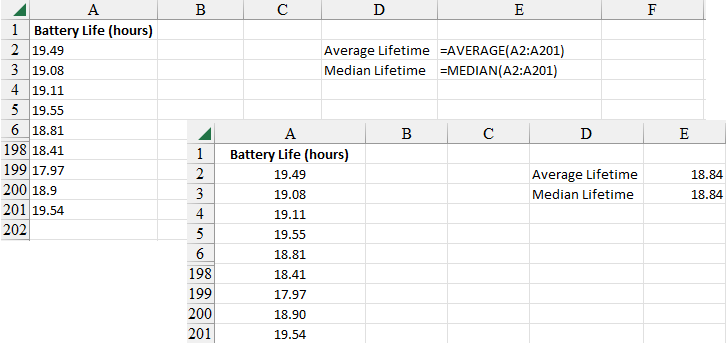 A B C D E F
1 Battery Life (hours)
2 19.49 Average Lifetime =AVERAGE(A2:A201)
3 19.08 Median Lifetime =MEDIAN(A2:A201)
4 19.11
5 19.55
6 18.81
198 18.41
199 17.97
200 18.9
201 19.54
202
A B C D E
1 Battery Life (hours)
2 19.49 Average Lifetime 18.84
3 19.08 Median Lifetime 18.84
4 19.11
5 19.55
6 18.81
198 18.41
199 17.97
200 18.90
201 19.54